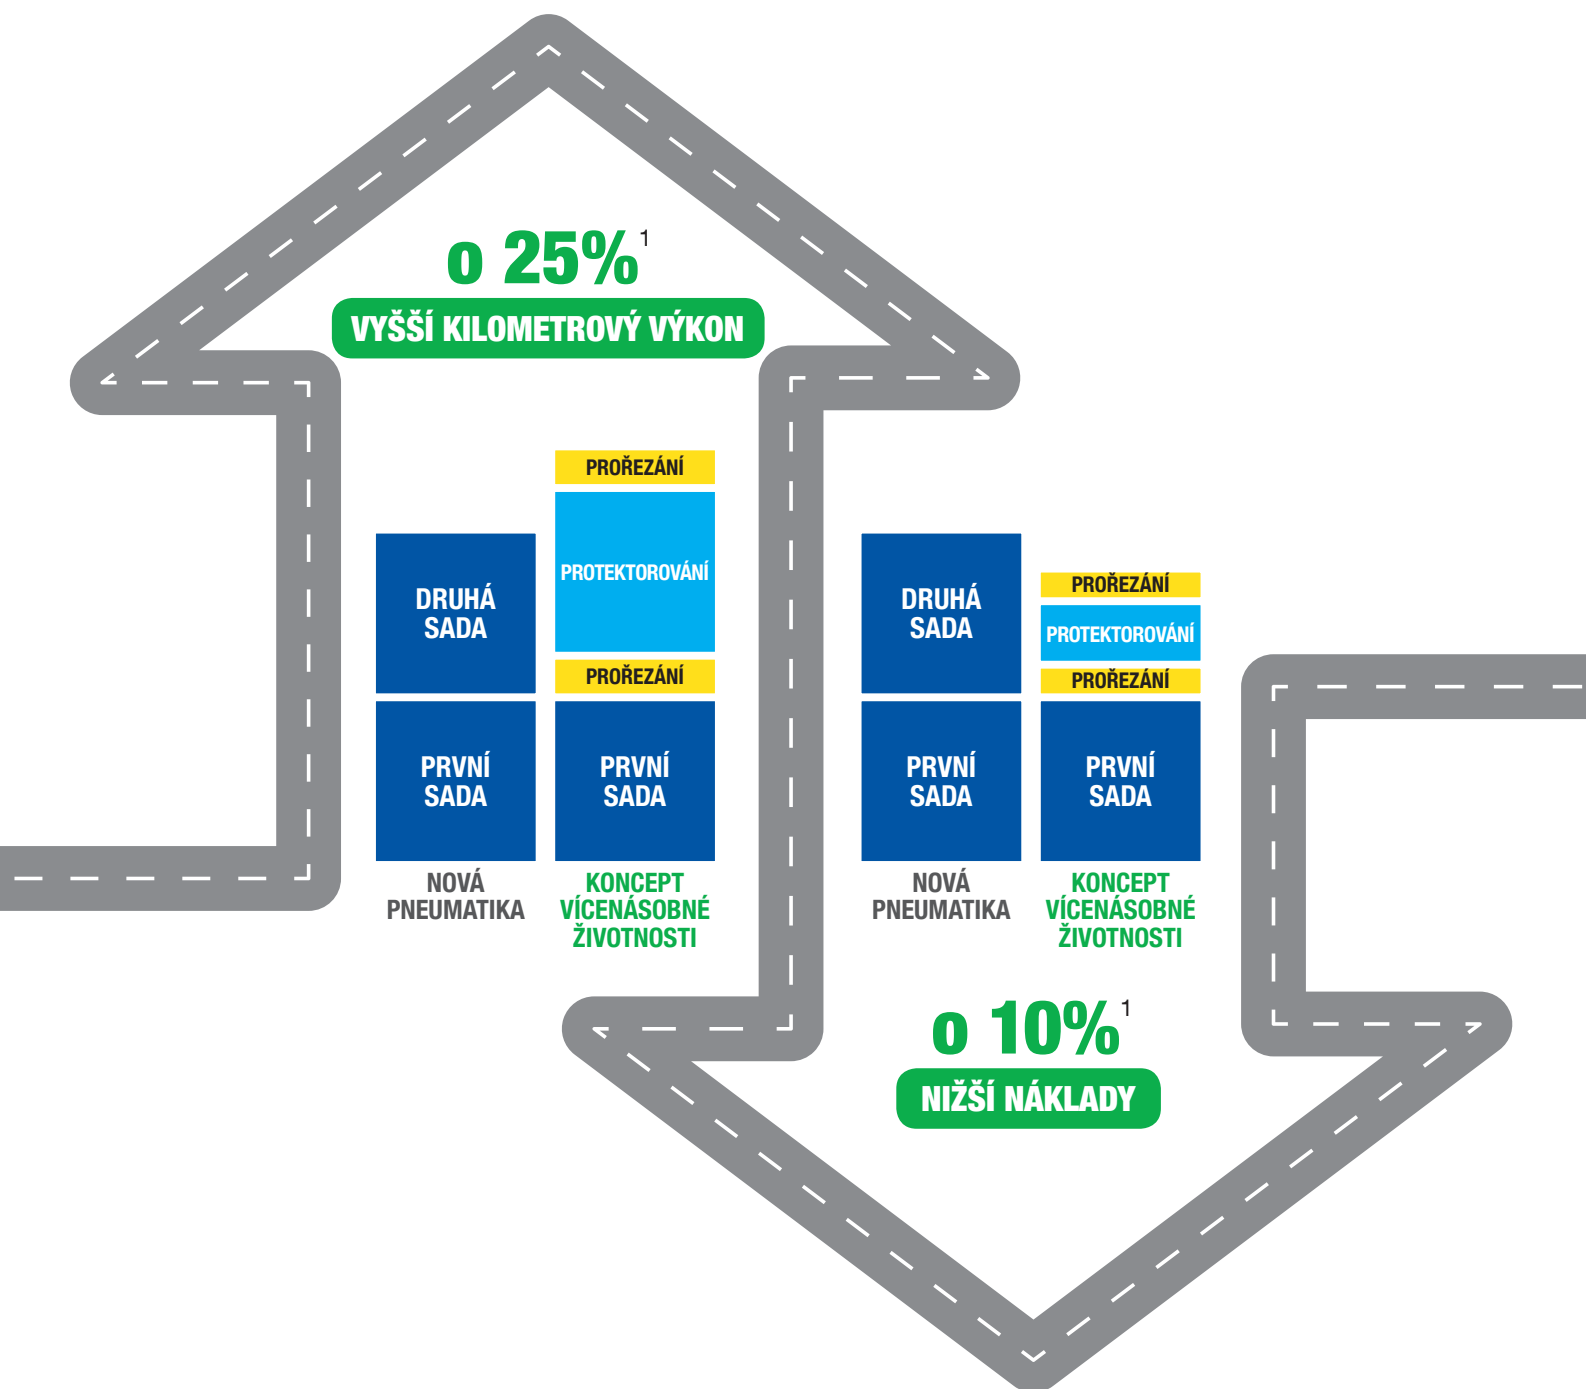 o 25%¹
VYŠŠÍ KILOMETROVÝ VÝKON
DRUHÁ
SADA
PRVNÍ
SADA
NOVÁ
PNEUMATIKA
PROŘEZÁNÍ
PROTEKTOROVÁNÍ
PROŘEZÁNÍ
PRVNÍ
SADA
KONCEPT
VÍCENÁSOBNÉ
ŽIVOTNOSTI
DRUHÁ
SADA
PRVNÍ
SADA
NOVÁ
PNEUMATIKA
PROŘEZÁNÍ
PROTEKTOROVÁNÍ
PROŘEZÁNÍ
PRVNÍ
SADA
KONCEPT
VÍCENÁSOBNÉ
ŽIVOTNOSTI
o 10%¹
NIŽŠÍ NÁKLADY